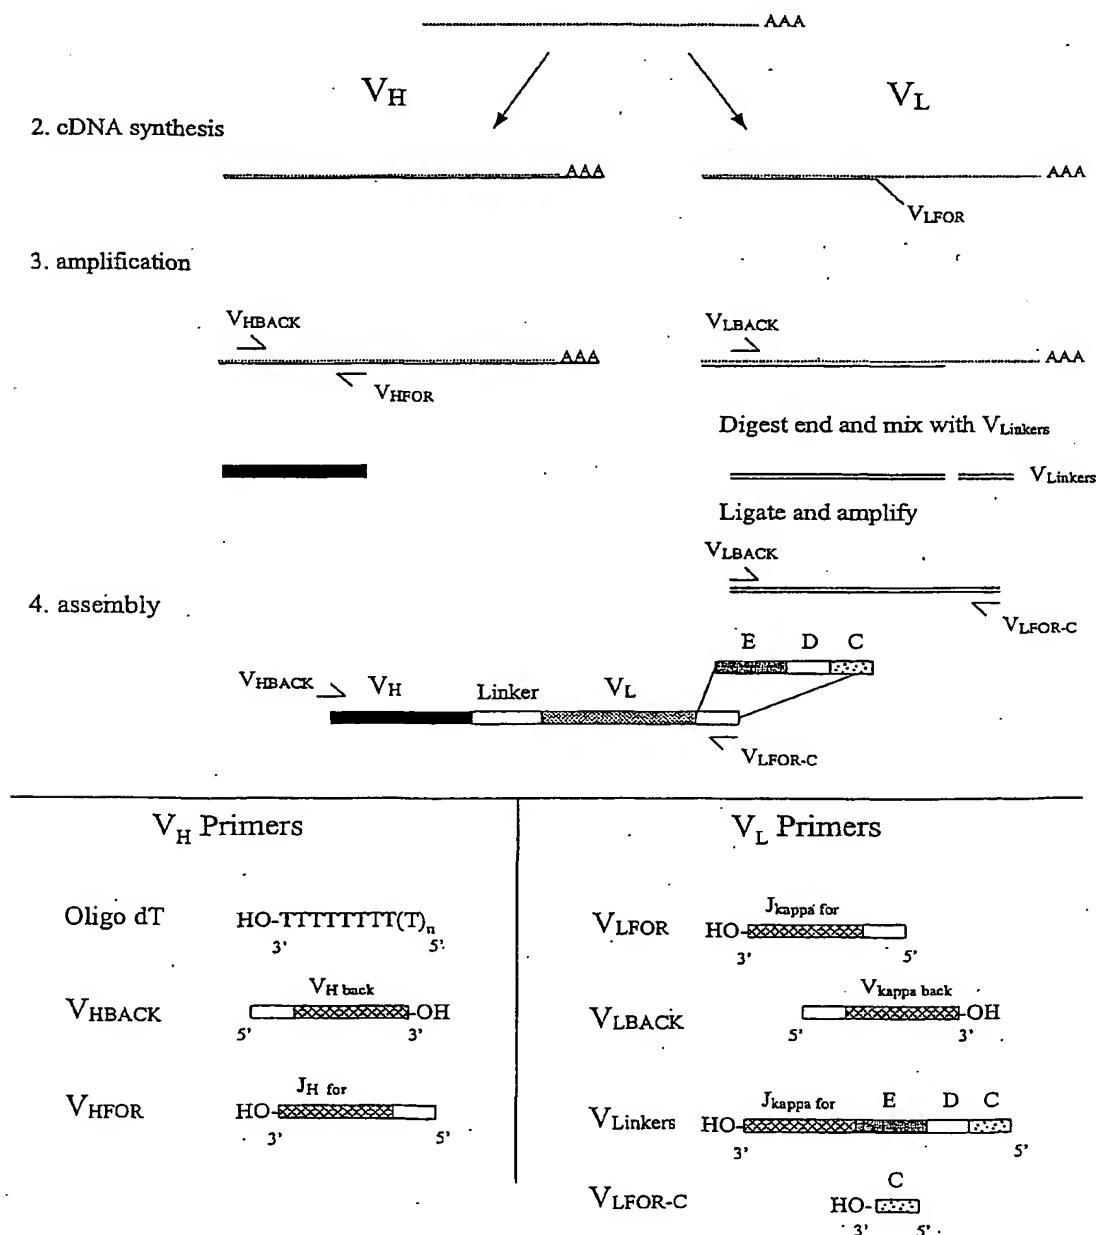 AAA
VH
VL
2. cDNA synthesis
AAA
AAA
VLFOR
3. amplification
VHBACK
VLBACK
AAA
AAA
VHFOR
Digest end and mix with VLinkers
VLinkers
Ligate and amplify
VLBACK
4. assembly
VLFOR-C
E D C
VHBACK
VH Linker VL
VLFOR-C
VH Primers
VL Primers
Oligo dT
HO-TTTTTTTT(T)n
3' 5'
VHBACK
VH back
-OH
5' 3'
VHFOR
JH for
HO-
3' 5'
VLFOR
Jkappa for
HO-
3' 5'
VLBACK
Vkappa back
-OH
5' 3'
VLinkers
Jkappa for E D C
HO-
3' 5'
VLFOR-C
C
HO-
3' 5'